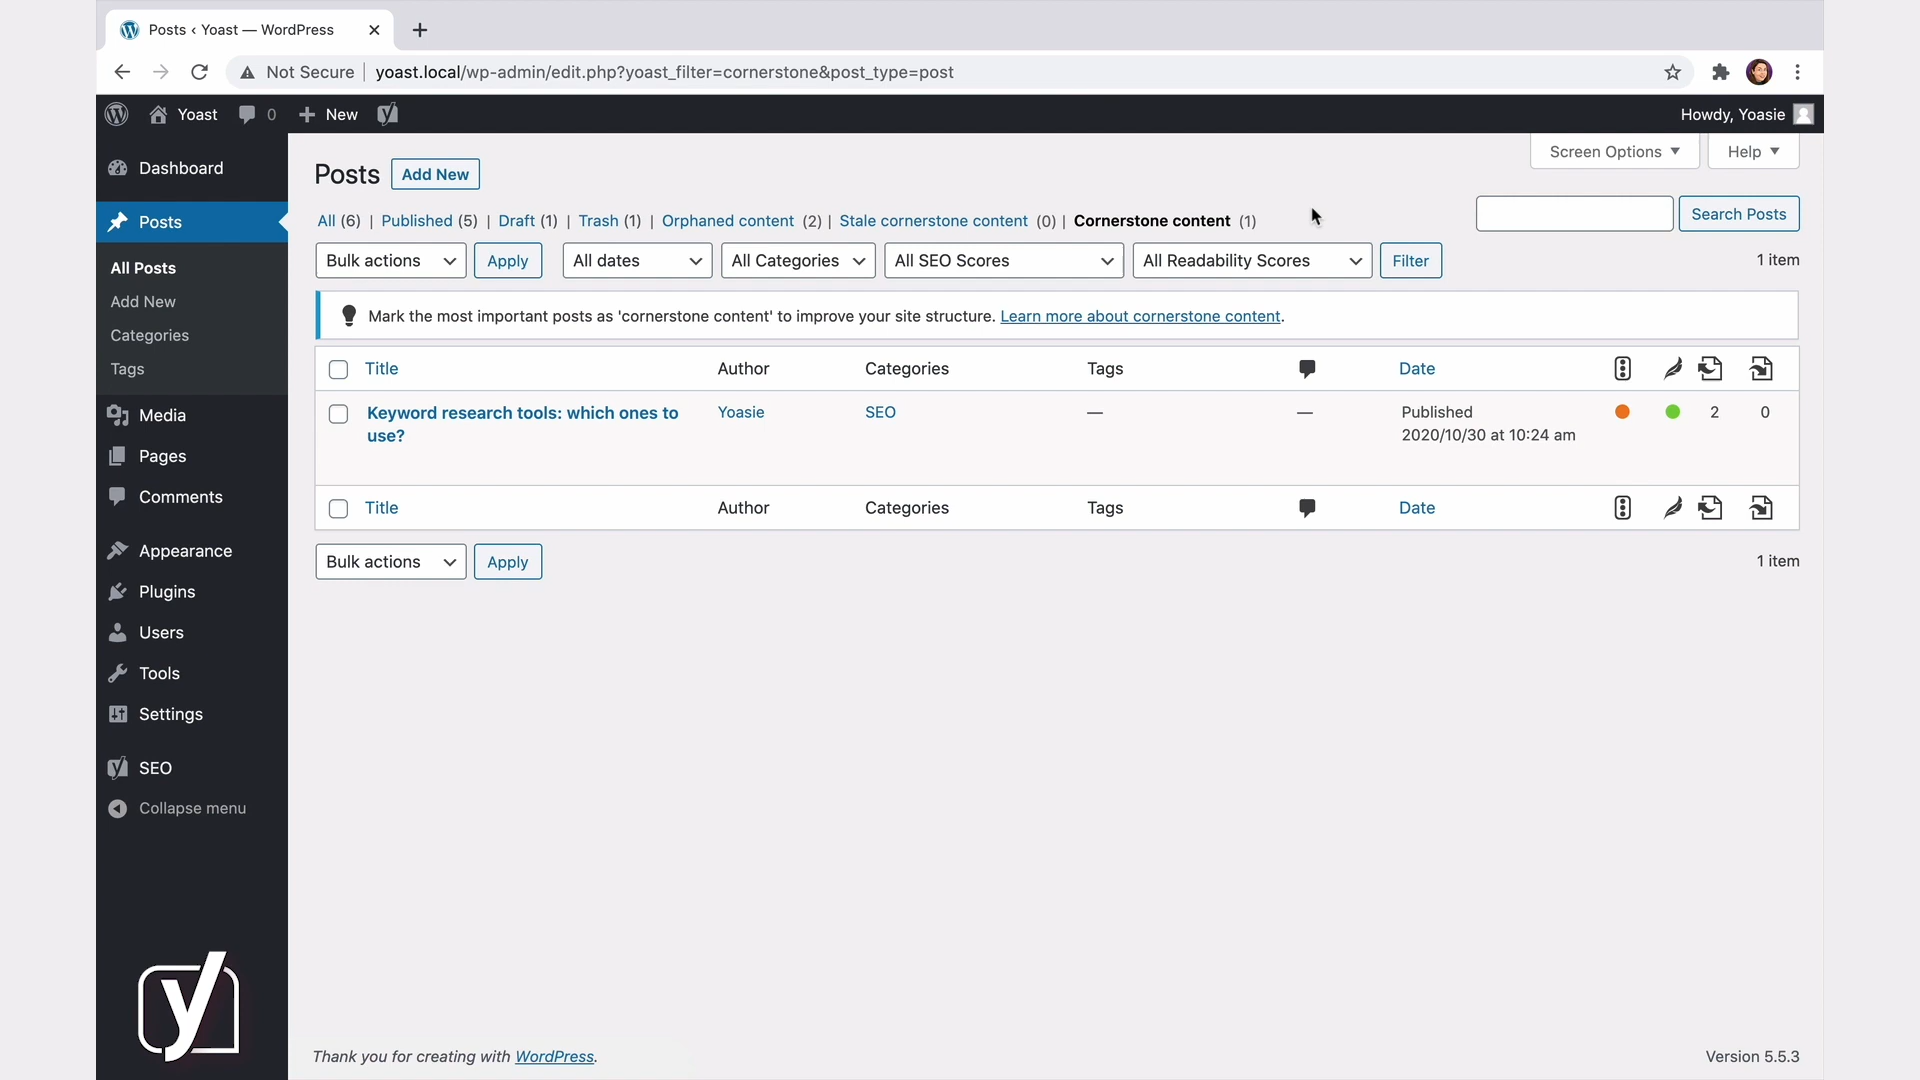 Posts ‹ Yoast — WordPress
Not Secure yoast.local/wp-admin/edit.php?yoast_filter=cornerstone&post_type=post
Yoast 0 New Howdy, Yoasie
Screen Options Help
Dashboard
Posts
All Posts
Add New
Categories
Tags
Media
Pages
Comments
Appearance
Plugins
Users
Tools
Settings
SEO
Collapse menu
Posts Add New
All (6) | Published (5) | Draft (1) | Trash (1) | Orphaned content (2) | Stale cornerstone content (0) | Cornerstone content (1)
Search Posts
Bulk actions Apply All dates All Categories All SEO Scores All Readability Scores Filter 1 item
Mark the most important posts as 'cornerstone content' to improve your site structure. Learn more about cornerstone content.
Title Author Categories Tags Date
Keyword research tools: which ones to Yoasie SEO — — Published 2 0
use? 2020/10/30 at 10:24 am
Title Author Categories Tags Date
Bulk actions Apply 1 item
Thank you for creating with WordPress. Version 5.5.3